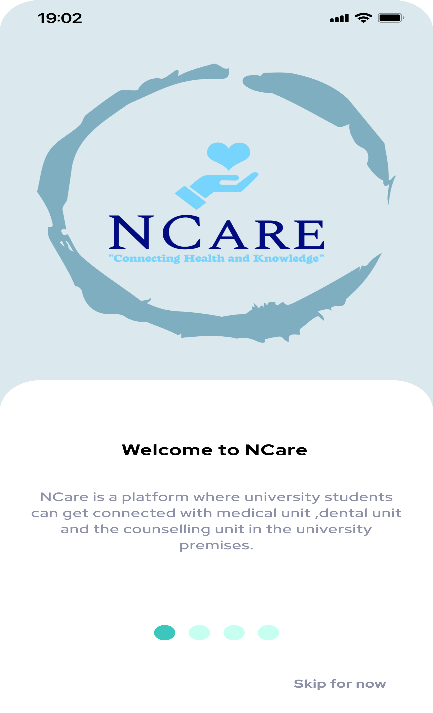 19:02
NCARE
"Connecting Health and Knowledge"
Welcome to NCare
NCare is a platform where university students
can get connected with medical unit ,dental unit
and the counselling unit in the university
premises.
Skip for now